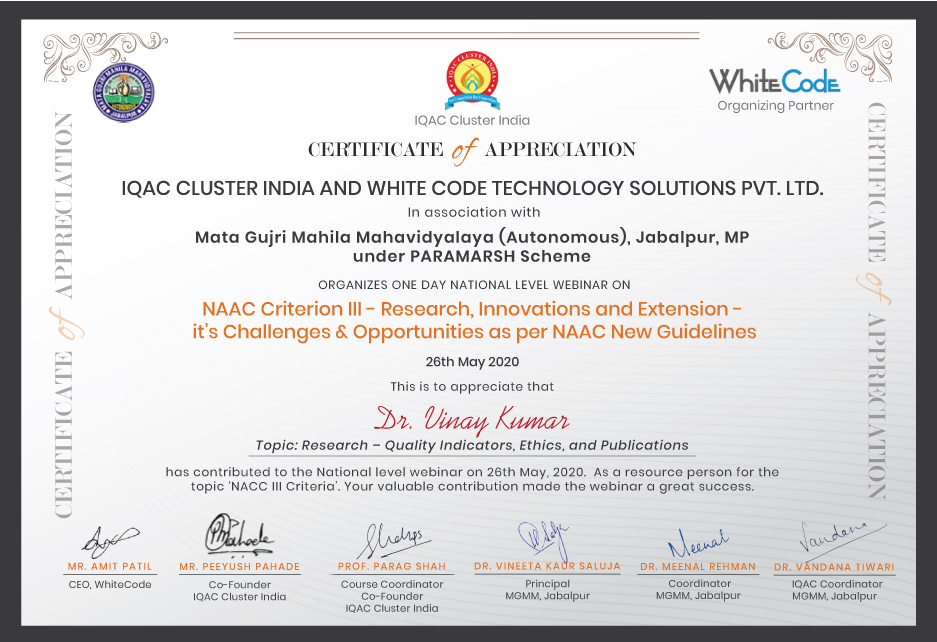 CERTIFICATE of APPRECIATION
IQAC CLUSTER INDIA
IQAC Cluster India
WhiteCode
Organizing Partner
CERTIFICATE of APPRECIATION
CERTIFICATE of APPRECIATION
IQAC CLUSTER INDIA AND WHITE CODE TECHNOLOGY SOLUTIONS PVT. LTD.
In association with
Mata Gujri Mahila Mahavidyalaya (Autonomous), Jabalpur, MP
under PARAMARSH Scheme
ORGANIZES ONE DAY NATIONAL LEVEL WEBINAR ON
NAAC Criterion III - Research, Innovations and Extension -
it's Challenges & Opportunities as per NAAC New Guidelines
26th May 2020
This is to appreciate that
Dr. Vinay Kumar
Topic: Research – Quality Indicators, Ethics, and Publications
has contributed to the National level webinar on 26th May, 2020. As a resource person for the
topic 'NACC III Criteria'. Your valuable contribution made the webinar a great success.
Meenal
Vandana
MR. AMIT PATIL
CEO, WhiteCode
MR. PEEYUSH PAHADE
Co-Founder
IQAC Cluster India
PROF. PARAG SHAH
Course Coordinator
Co-Founder
IQAC Cluster India
DR. VINEETA KAUR SALUJA
Principal
MGMM, Jabalpur
DR. MEENAL REHMAN
Coordinator
MGMM, Jabalpur
DR. VANDANA TIWARI
IQAC Coordinator
MGMM, Jabalpur